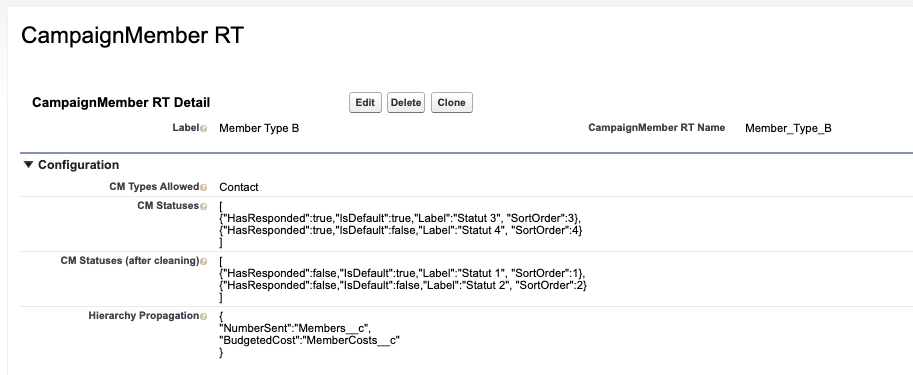 CampaignMember RT
CampaignMember RT Detail Edit Delete Clone
Label? Member Type B CampaignMember RT Name Member_Type_B
Configuration
CM Types Allowed? Contact
CM Statuses? [
{"HasResponded":true,"IsDefault":true,"Label":"Statut 3", "SortOrder":3},
{"HasResponded":true,"IsDefault":false,"Label":"Statut 4", "SortOrder":4}
]
CM Statuses (after cleaning)? [
{"HasResponded":false,"IsDefault":true,"Label":"Statut 1", "SortOrder":1},
{"HasResponded":false,"IsDefault":false,"Label":"Statut 2", "SortOrder":2}
]
Hierarchy Propagation? {
"NumberSent":"Members__c",
"BudgetedCost":"MemberCosts__c"
}